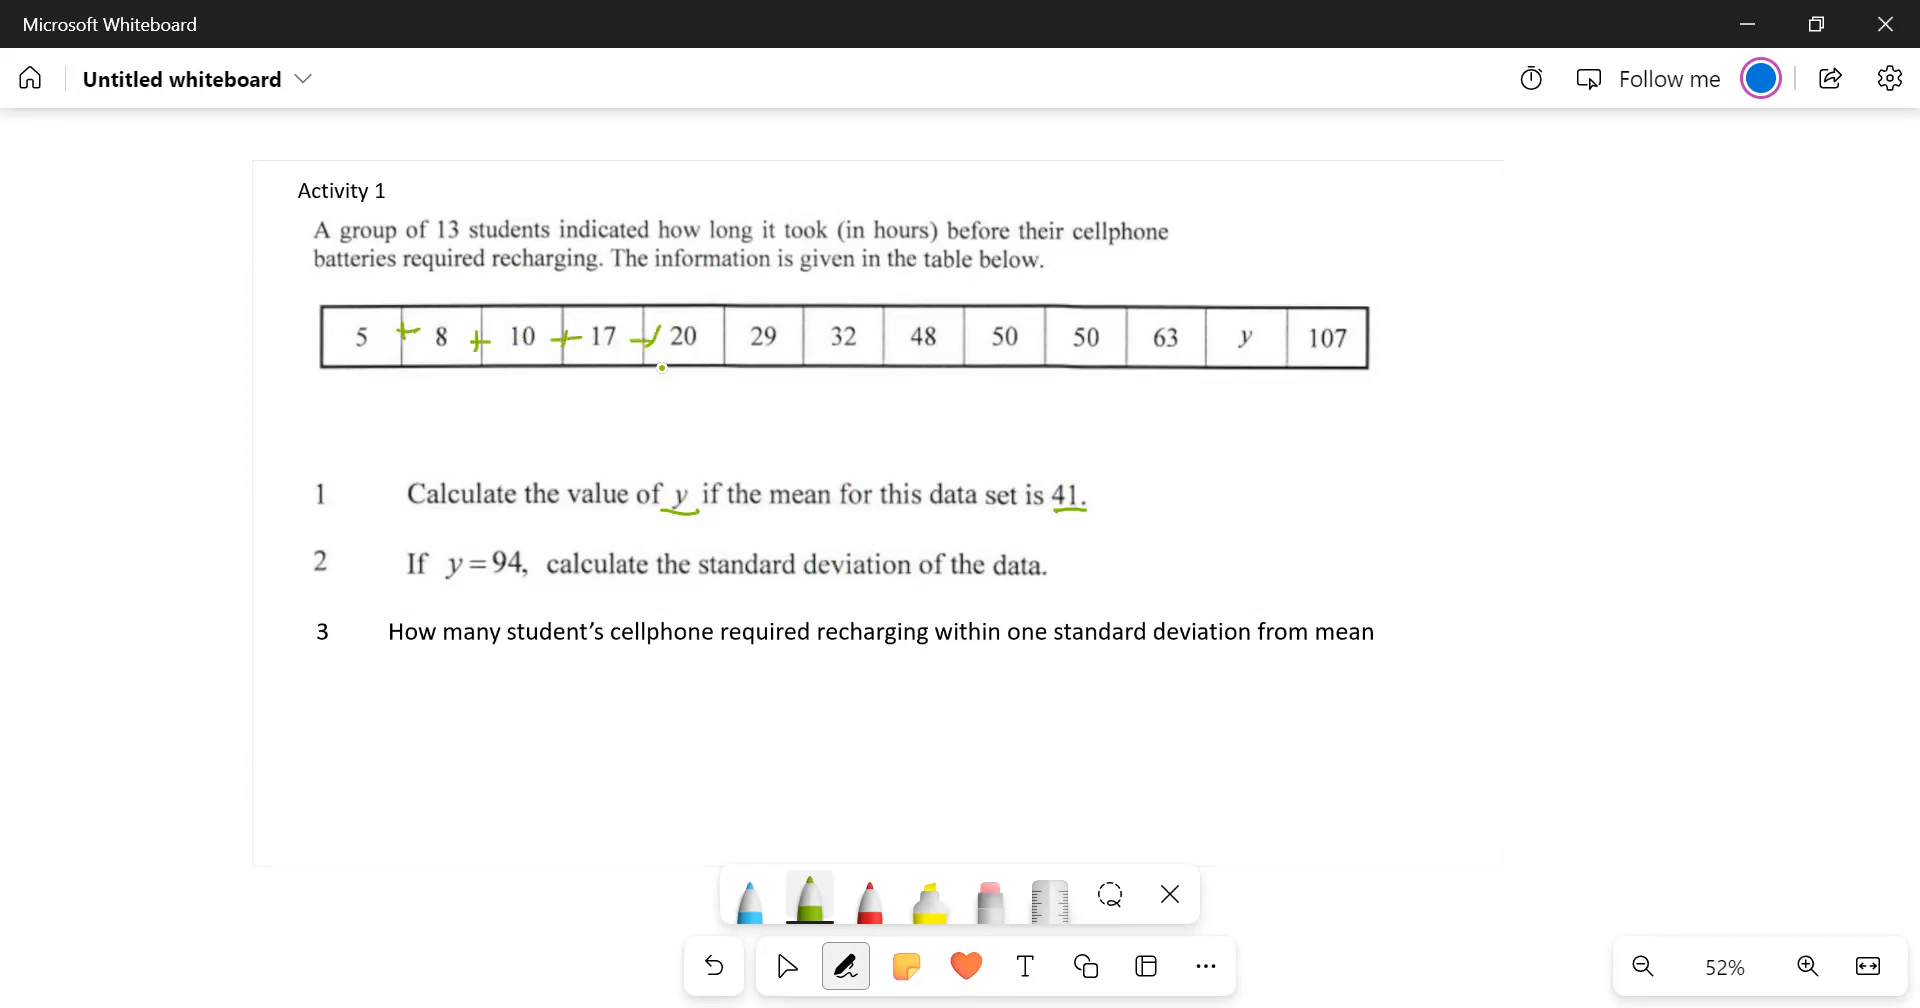 Microsoft Whiteboard
Untitled whiteboard
Follow me
Activity 1
A group of 13 students indicated how long it took (in hours) before their cellphone
batteries required recharging. The information is given in the table below.
5 + 8 + 10 + 17 + 20 29 32 48 50 50 63 y 107
1 Calculate the value of y if the mean for this data set is 41.
2 If y = 94, calculate the standard deviation of the data.
3 How many student’s cellphone required recharging within one standard deviation from mean
52%